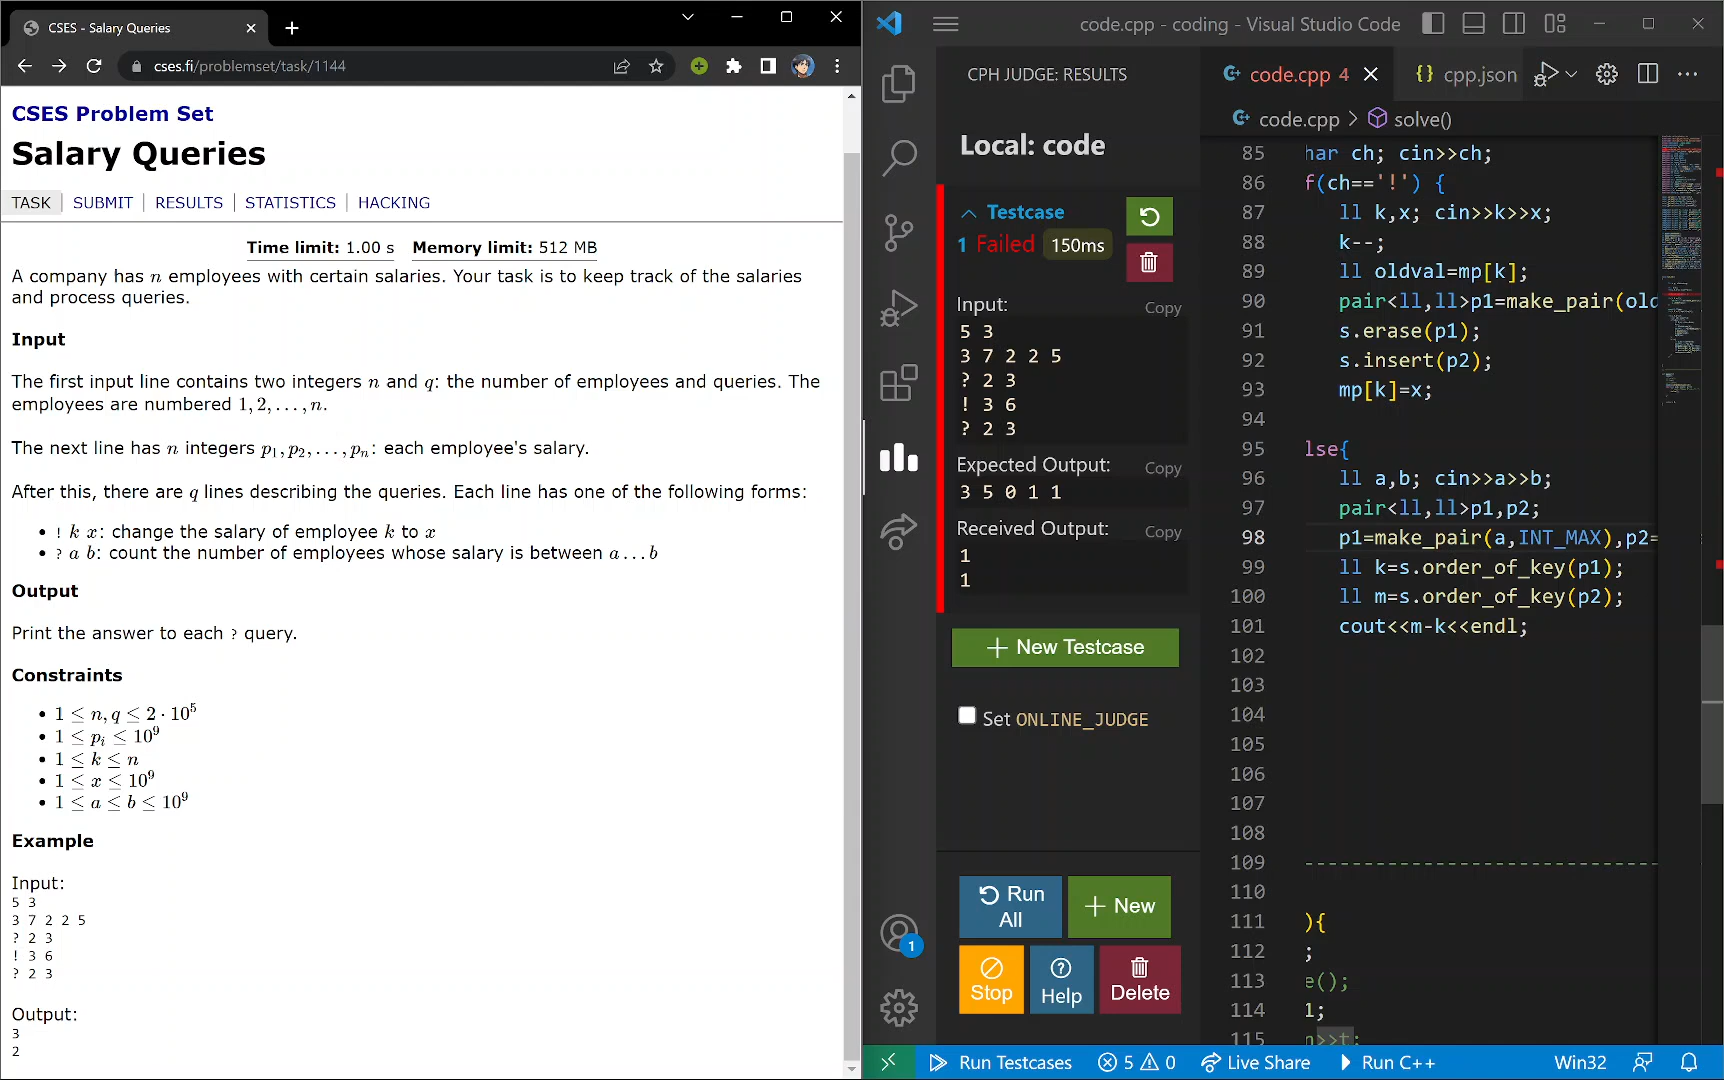 CSES - Salary Queries
cses.fi/problemset/task/1144
CSES Problem Set
Salary Queries
TASK | SUBMIT | RESULTS | STATISTICS | HACKING
Time limit: 1.00 s Memory limit: 512 MB
A company has n employees with certain salaries. Your task is to keep track of the salaries
and process queries.
Input
The first input line contains two integers n and q: the number of employees and queries. The
employees are numbered 1, 2, ..., n.
The next line has n integers p1, p2, ..., pn: each employee's salary.
After this, there are q lines describing the queries. Each line has one of the following forms:
• ! k x: change the salary of employee k to x
• ? a b: count the number of employees whose salary is between a ... b
Output
Print the answer to each ? query.
Constraints
• 1 ≤ n, q ≤ 2 · 10^5
• 1 ≤ pi ≤ 10^9
• 1 ≤ k ≤ n
• 1 ≤ x ≤ 10^9
• 1 ≤ a ≤ b ≤ 10^9
Example
Input:
5 3
3 7 2 2 5
? 2 3
! 3 6
? 2 3
Output:
3
2
code.cpp - coding - Visual Studio Code
CPH JUDGE: RESULTS
Local: code
Testcase
1 Failed 150ms
Input: Copy
5 3
3 7 2 2 5
? 2 3
! 3 6
? 2 3
Expected Output: Copy
3 5 0 1 1
Received Output: Copy
1
1
+ New Testcase
Set ONLINE_JUDGE
Run All
+ New
Stop
Help
Delete
1
code.cpp 4
{} cpp.json
code.cpp > solve()
85 har ch; cin>>ch;
86 f(ch=='!') {
87 ll k,x; cin>>k>>x;
88 k--;
89 ll oldval=mp[k];
90 pair<ll,ll>p1=make_pair(old
91 s.erase(p1);
92 s.insert(p2);
93 mp[k]=x;
94
95 lse{
96 ll a,b; cin>>a>>b;
97 pair<ll,ll>p1,p2;
98 p1=make_pair(a,INT_MAX),p2=
99 ll k=s.order_of_key(p1);
100 ll m=s.order_of_key(p2);
101 cout<<m-k<<endl;
102
103
104
105
106
107
108
109 ------------------------------
110
111 ){
112 ;
113 e();
114 l;
115 n>>t;
Run Testcases 5 0 Live Share Run C++ Win32